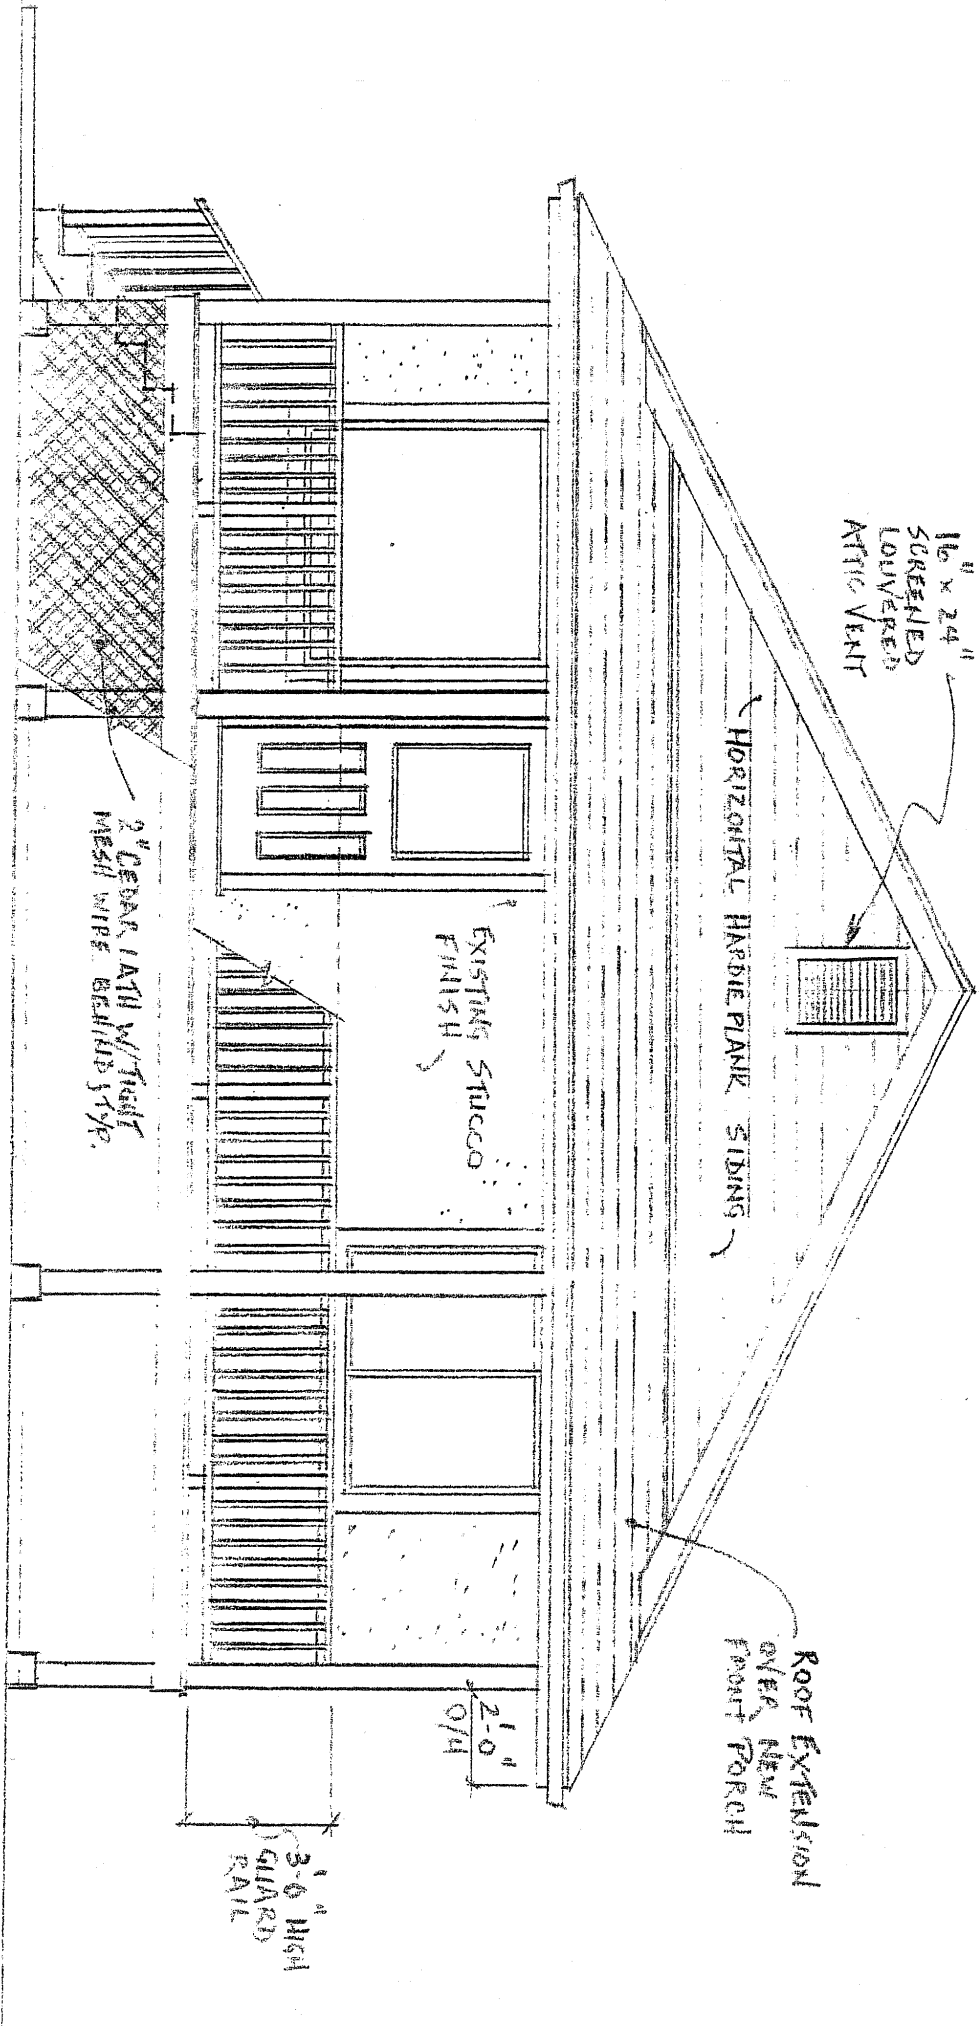 16" x 24"
SCREENED
LOUVERED
ATTIC VENT
HORIZONTAL HARDIE PLANK SIDING
ROOF EXTENSION
OVER NEW
FRONT PORCH
EXISTING STUCCO
FINISH
2'-0"
O/H
3'-0" HIGH
GUARD
RAIL
2" CEDAR LATH W/TIGHT
MESH WIRE BEHIND, TYP.